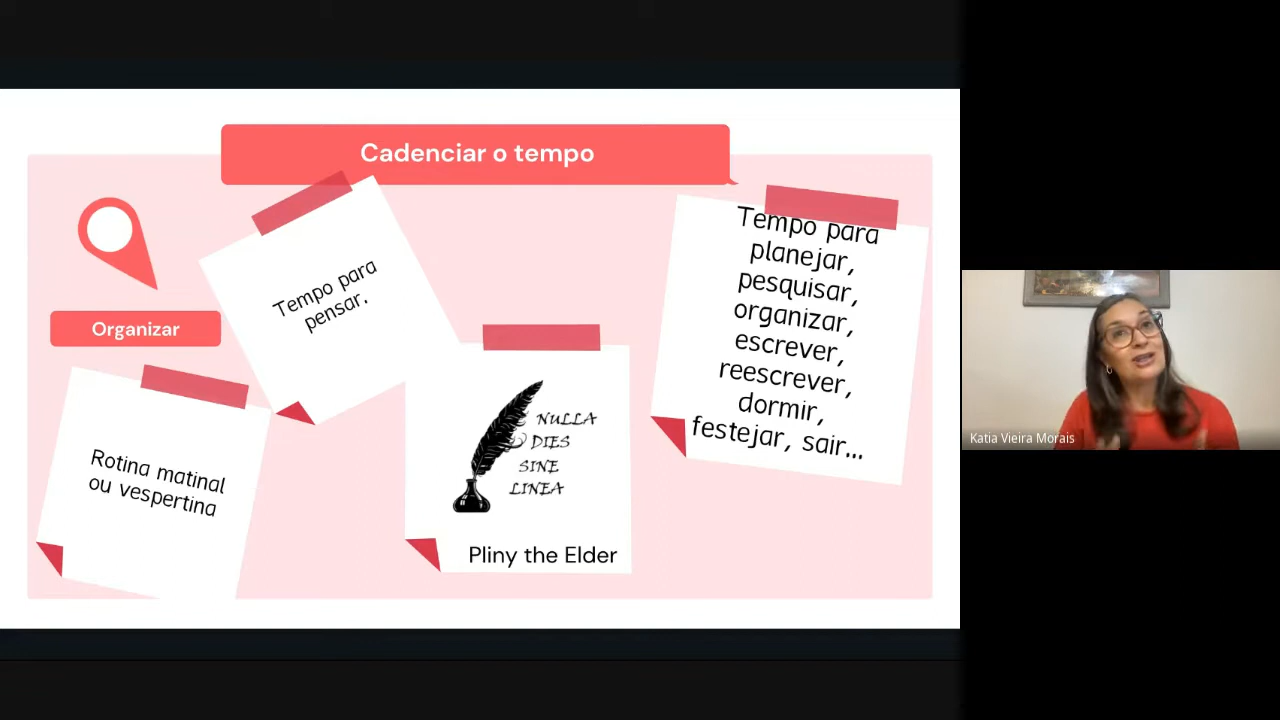 Cadenciar o tempo
Organizar
Tempo para
pensar.
Rotina matinal
ou vespertina
NULLA
DIES
SINE
LINEA
Pliny the Elder
Tempo para
planejar,
pesquisar,
organizar,
escrever,
reescrever,
dormir,
festejar, sair...
Katia Vieira Morais